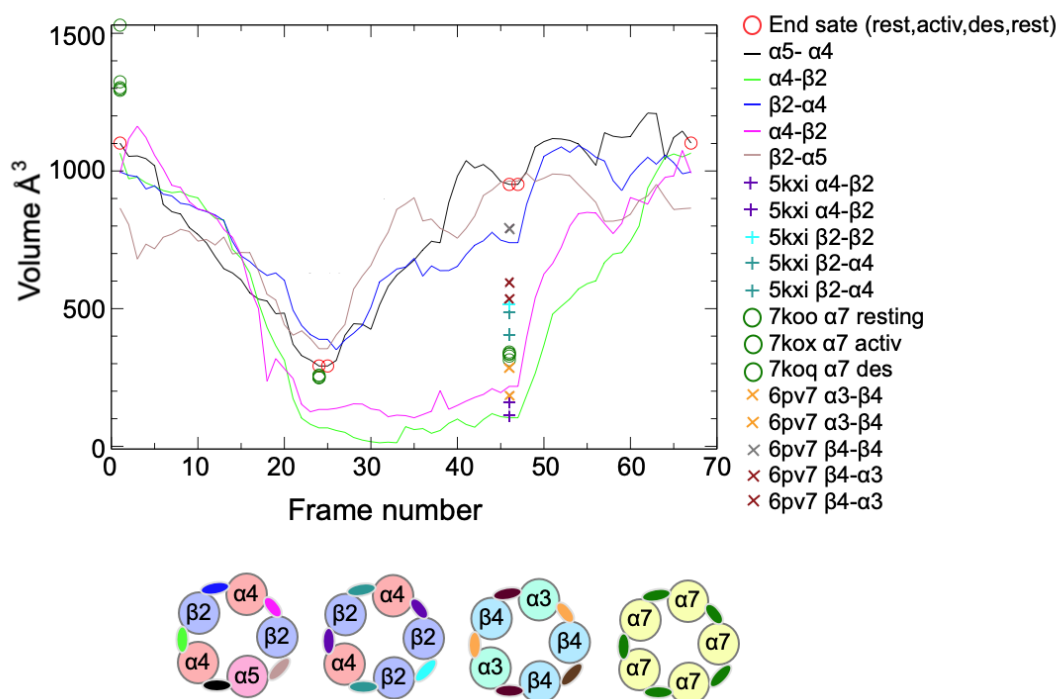 1500
1000
500
0
Volume Å³
0 10 20 30 40 50 60 70
Frame number
End sate (rest,activ,des,rest)
α5- α4
α4-β2
β2-α4
α4-β2
β2-α5
5kxi α4-β2
5kxi α4-β2
5kxi β2-β2
5kxi β2-α4
5kxi β2-α4
7koo α7 resting
7kox α7 activ
7koq α7 des
6pv7 α3-β4
6pv7 α3-β4
6pv7 β4-β4
6pv7 β4-α3
6pv7 β4-α3
α4
β2
β2
α4
α5
α4
β2
β2
α4
β2
α3
β4
β4
α3
β4
α7
α7
α7
α7
α7